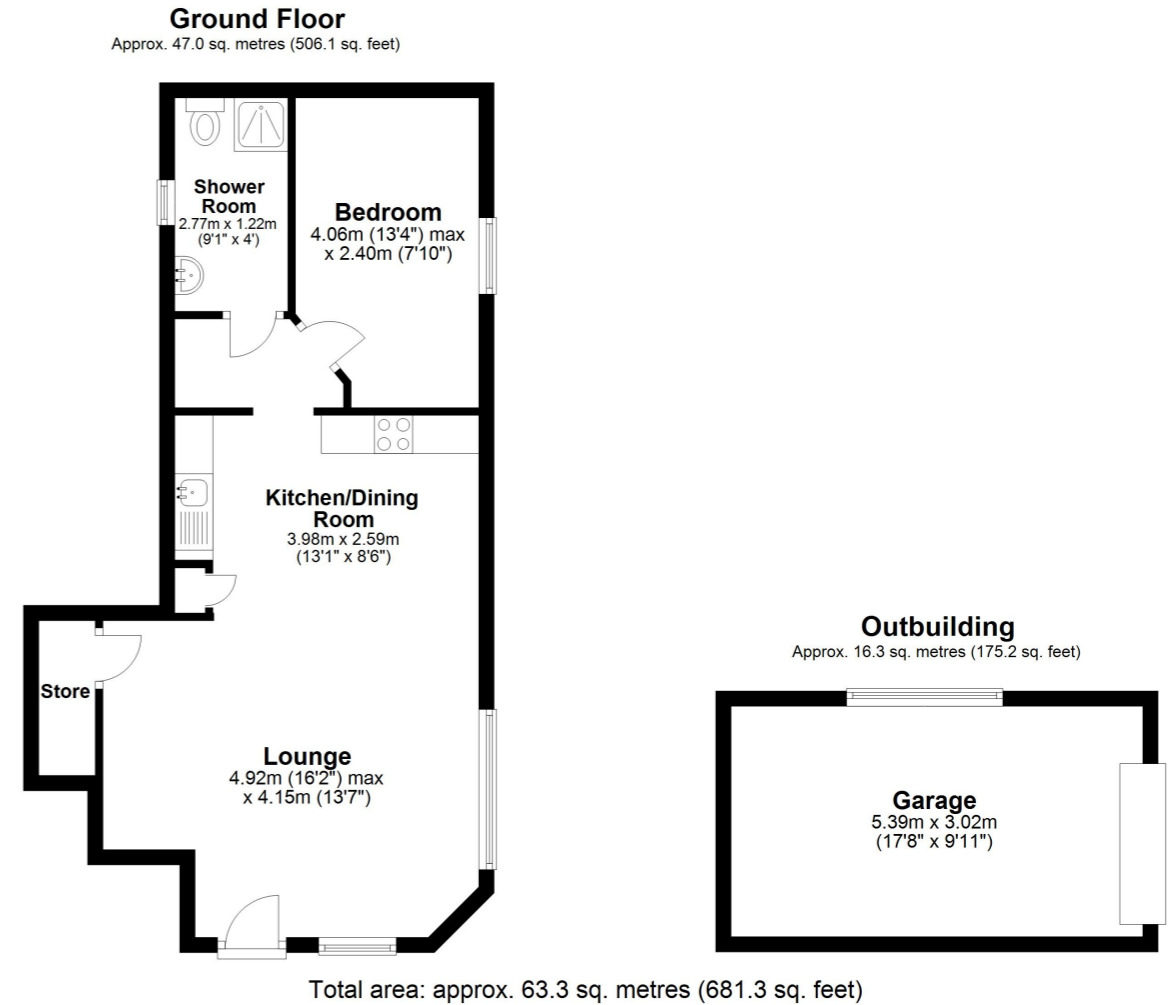 Ground Floor
Approx. 47.0 sq. metres (506.1 sq. feet)
Shower
Room
2.77m x 1.22m
(9'1" x 4')
Bedroom
4.06m (13'4") max
x 2.40m (7'10")
Kitchen/Dining
Room
3.98m x 2.59m
(13'1" x 8'6")
Store
Lounge
4.92m (16'2") max
x 4.15m (13'7")
Outbuilding
Approx. 16.3 sq. metres (175.2 sq. feet)
Garage
5.39m x 3.02m
(17'8" x 9'11")
Total area: approx. 63.3 sq. metres (681.3 sq. feet)